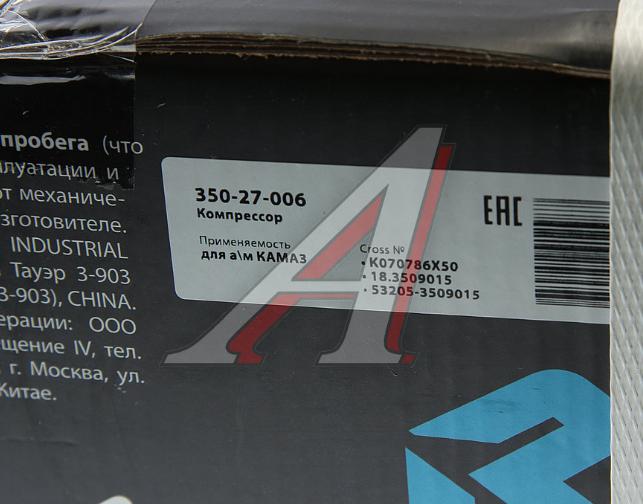 пробега (что
плуатации и
от механиче-
зготовителе.
INDUSTRIAL
Тауэр 3-903
3-903), CHINA.
ерации: ООО
щение IV, тел.
г. Москва, ул.
Китае.
350-27-006
Компрессор
Применяемость
для а\м КАМАЗ
Cross №
• K070786X50
• 18.3509015
• 53205-3509015
EAC